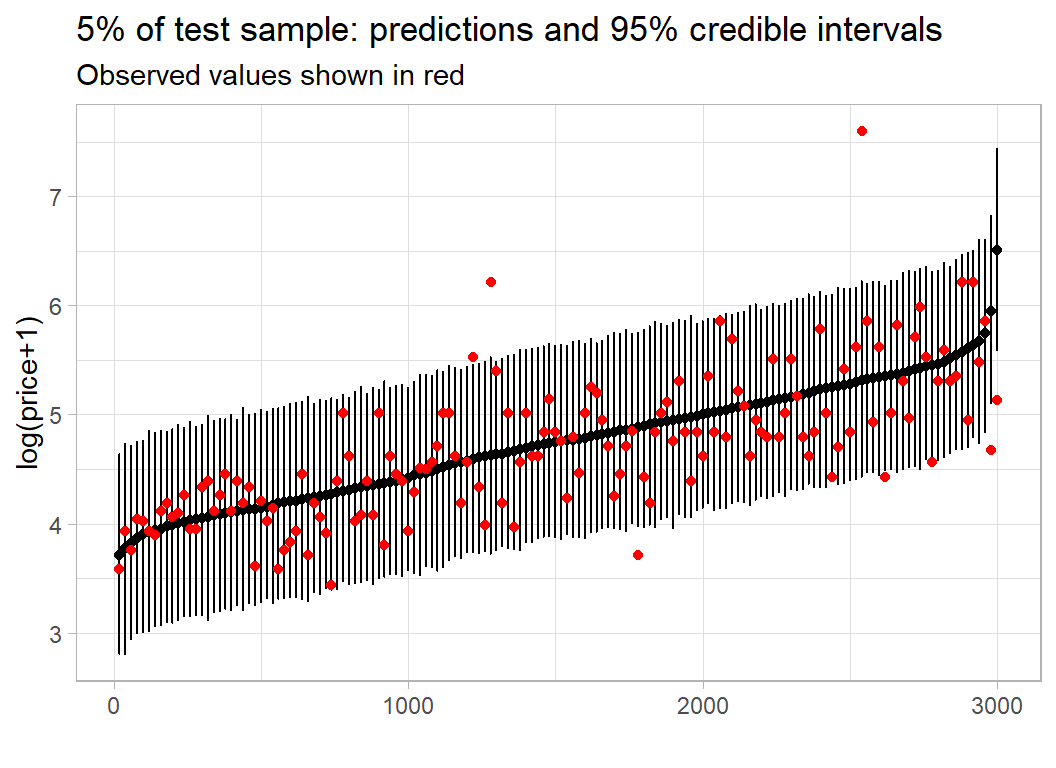 5% of test sample: predictions and 95% credible intervals
Observed values shown in red
log(price+1)
7
6
5
4
3
0 1000 2000 3000